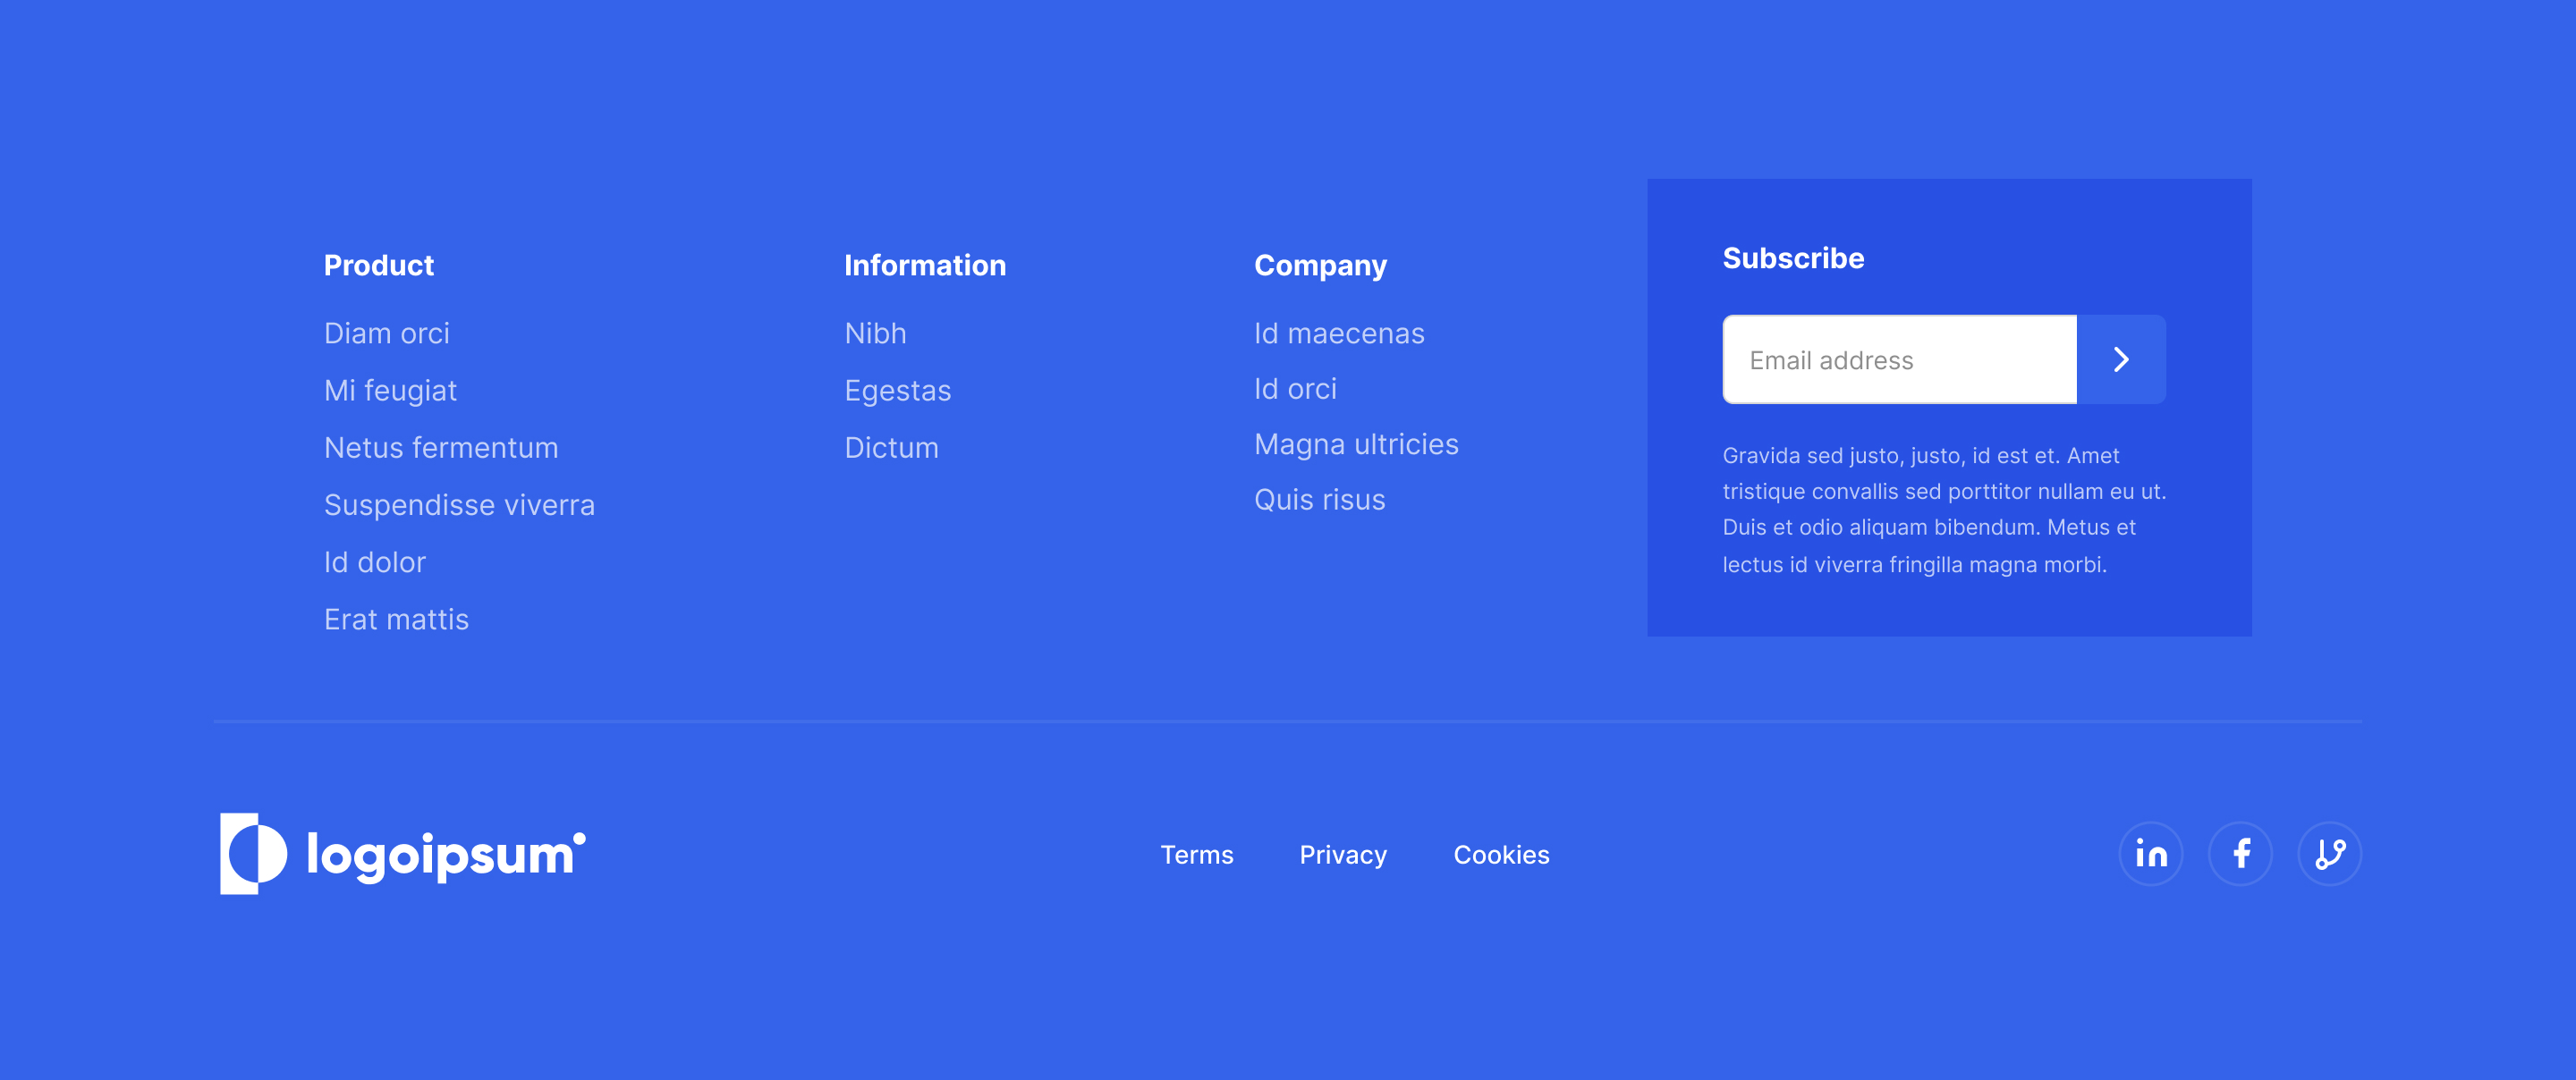 Product
Diam orci
Mi feugiat
Netus fermentum
Suspendisse viverra
Id dolor
Erat mattis
Information
Nibh
Egestas
Dictum
Company
Id maecenas
Id orci
Magna ultricies
Quis risus
Subscribe
Email address
Gravida sed justo, justo, id est et. Amet
tristique convallis sed porttitor nullam eu ut.
Duis et odio aliquam bibendum. Metus et
lectus id viverra fringilla magna morbi.
logoipsum
Terms
Privacy
Cookies
in
f